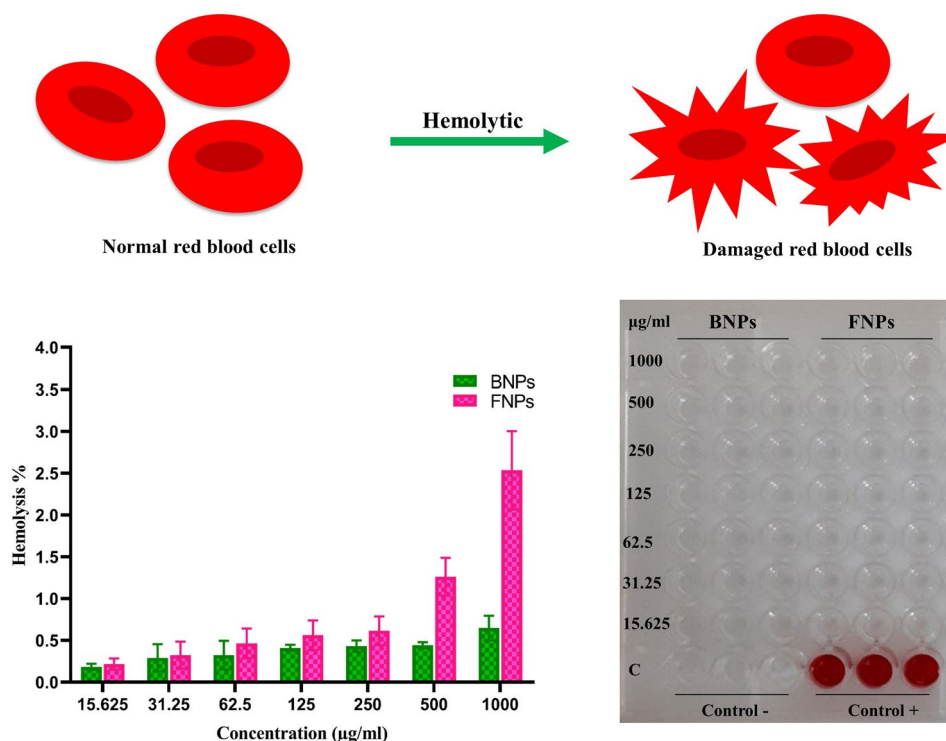 Hemolytic
Normal red blood cells
Damaged red blood cells
4.0
3.5
3.0
2.5
2.0
1.5
1.0
0.5
0.0
Hemolysis %
BNPs
FNPs
15.625 31.25 62.5 125 250 500 1000
Concentration (µg/ml)
µg/ml BNPs FNPs
1000
500
250
125
62.5
31.25
15.625
C
Control - Control +